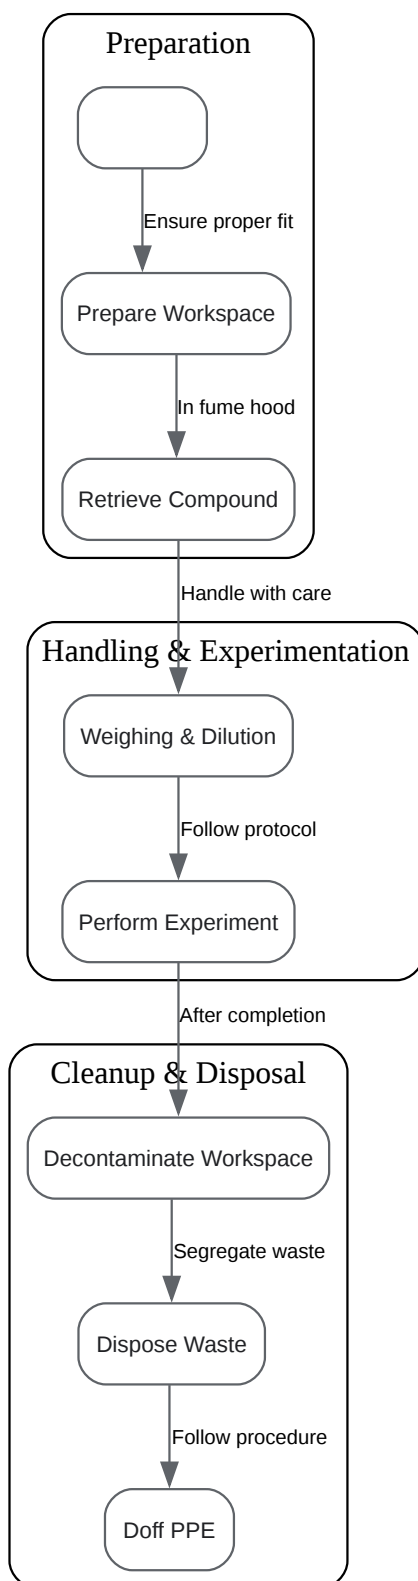 Preparation
Ensure proper fit
Prepare Workspace
In fume hood
Retrieve Compound
Handle with care
Handling & Experimentation
Weighing & Dilution
Follow protocol
Perform Experiment
After completion
Cleanup & Disposal
Decontaminate Workspace
Segregate waste
Dispose Waste
Follow procedure
Doff PPE